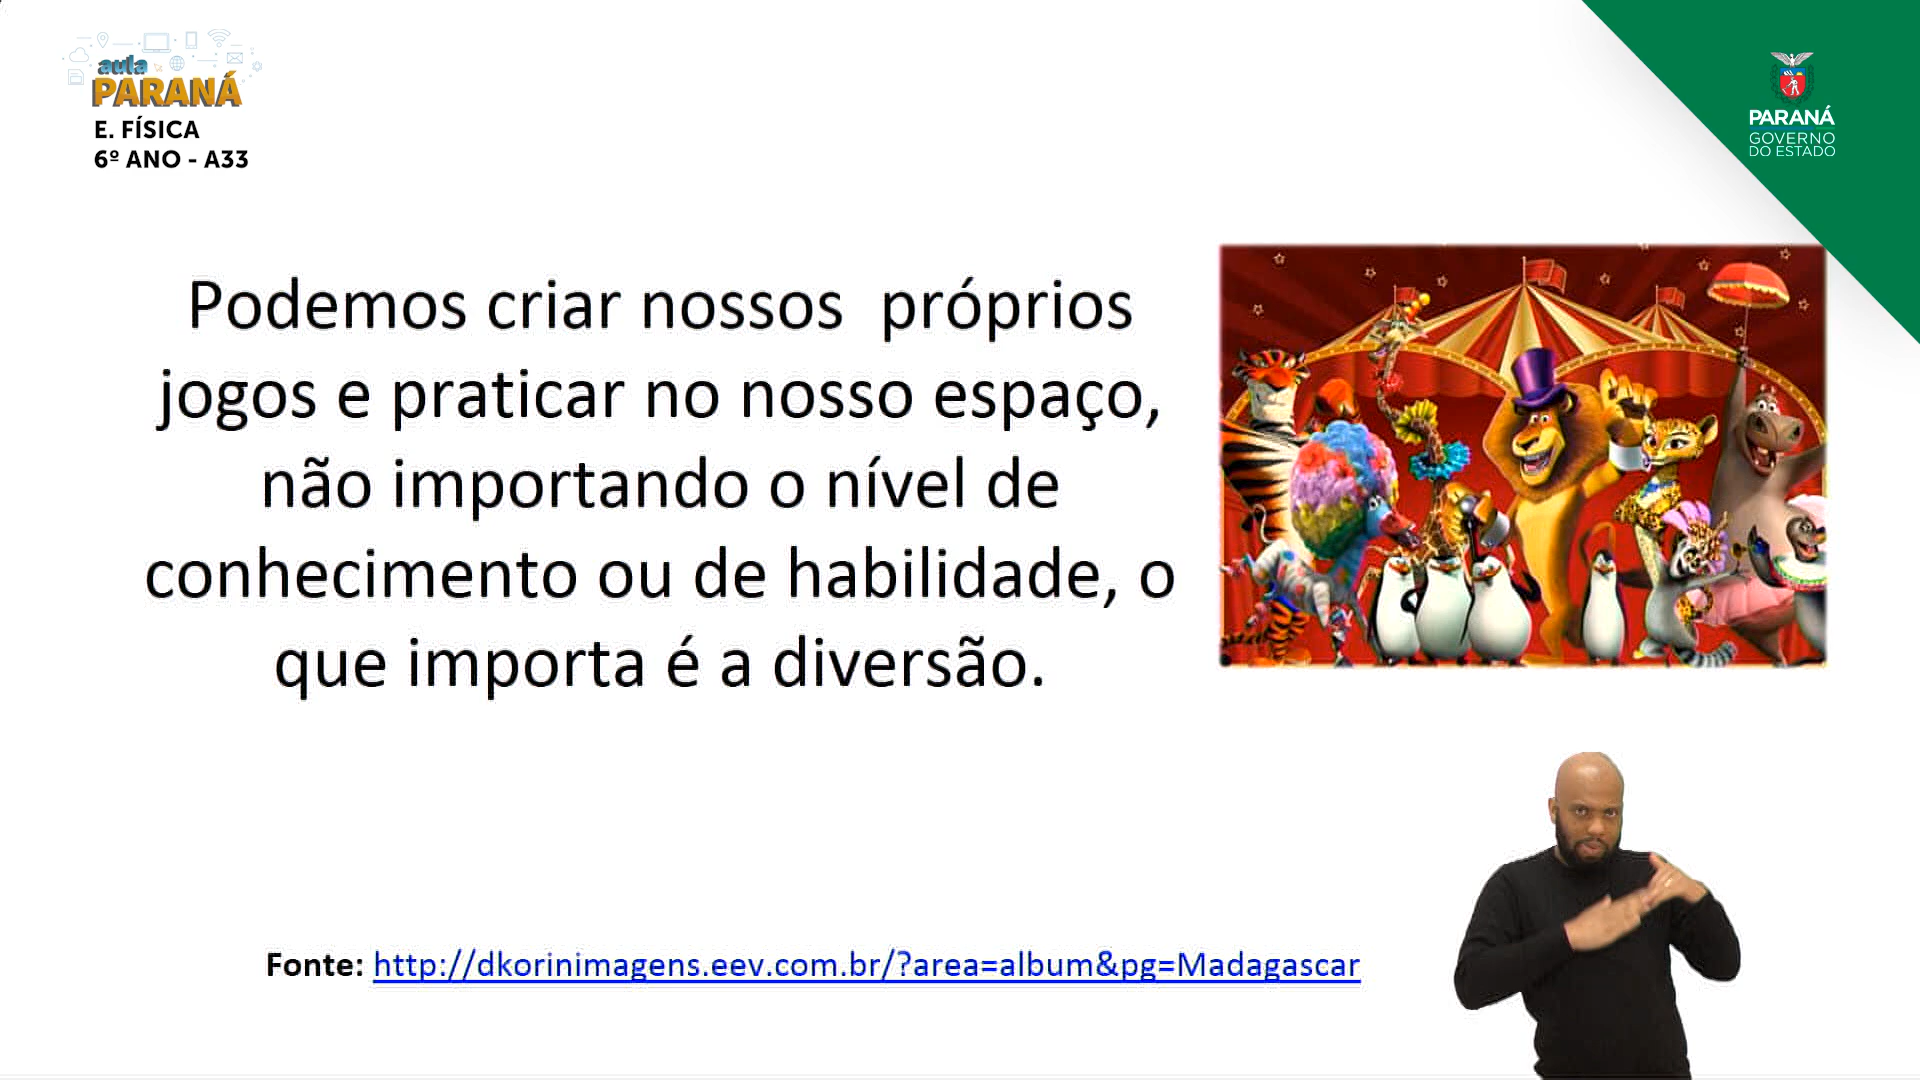 aula
PARANÁ
E. FÍSICA
6º ANO - A33
PARANÁ
GOVERNO
DO ESTADO
Podemos criar nossos próprios
jogos e praticar no nosso espaço,
não importando o nível de
conhecimento ou de habilidade, o
que importa é a diversão.
Fonte: http://dkorinimagens.eev.com.br/?area=album&pg=Madagascar